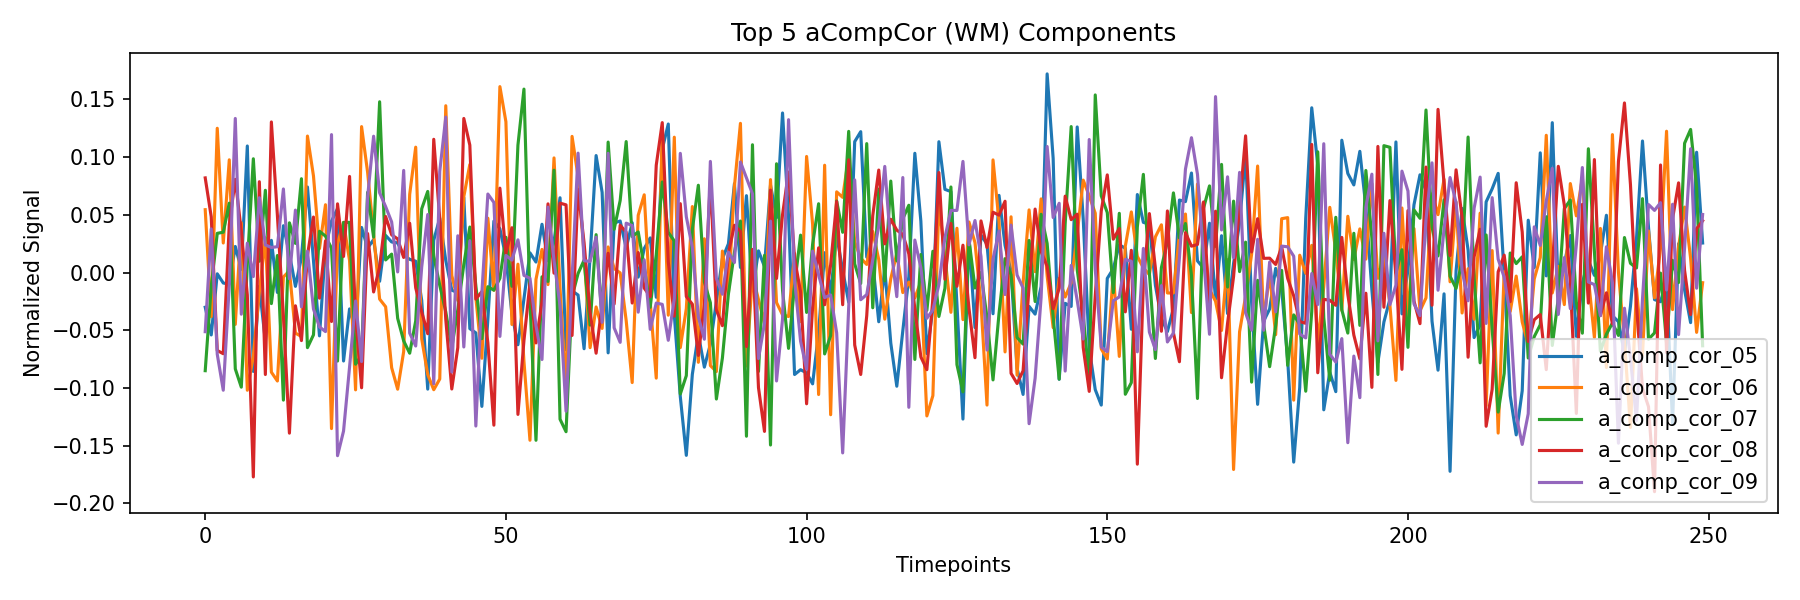 Top 5 aCompCor (WM) Components
Normalized Signal
0.15
0.10
0.05
0.00
−0.05
−0.10
−0.15
−0.20
0 50 100 150 200 250
Timepoints
a_comp_cor_05
a_comp_cor_06
a_comp_cor_07
a_comp_cor_08
a_comp_cor_09